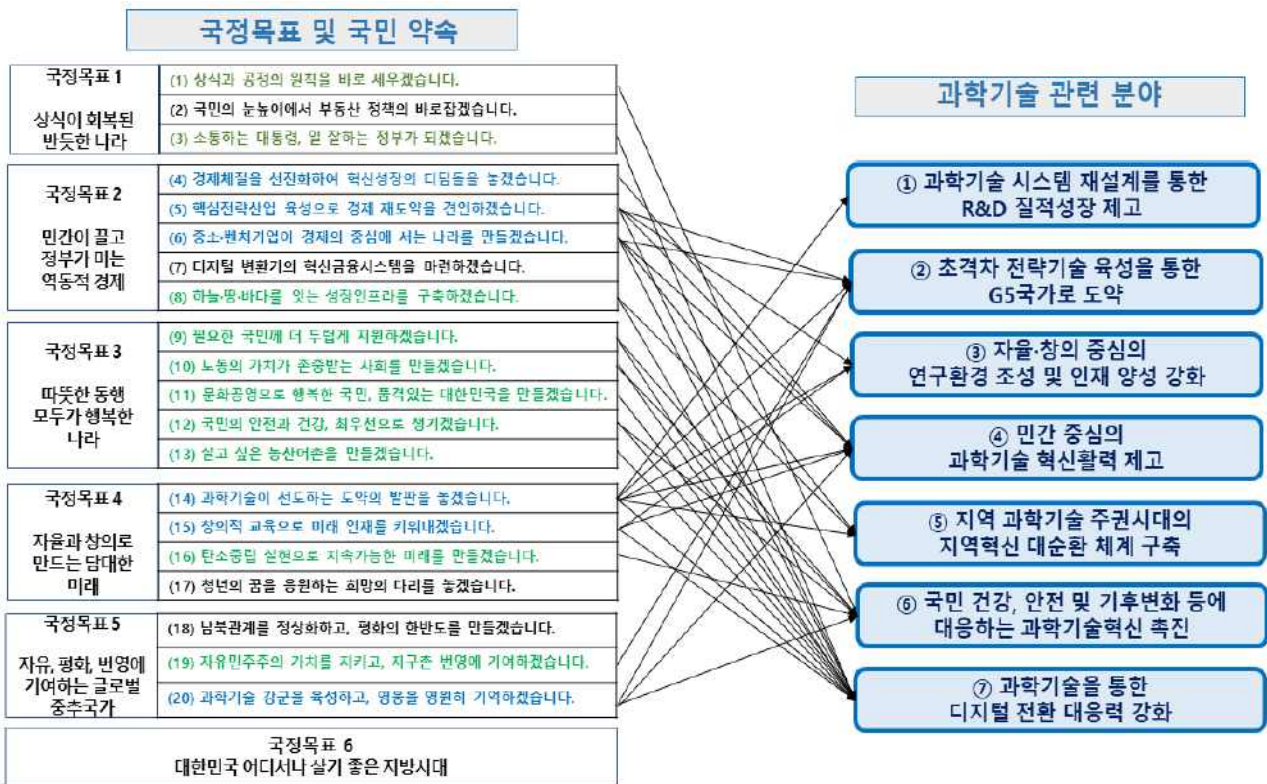 국정목표 및 국민 약속
국정목표 1
상식이 회복된
반듯한 나라
(1) 상식과 공정의 원칙을 바로 세우겠습니다.
(2) 국민의 눈높이에서 부동산 정책의 바로잡겠습니다.
(3) 소통하는 대통령, 일 잘하는 정부가 되겠습니다.
국정목표 2
민간이 끌고
정부가 미는
역동적 경제
(4) 경제체질을 선진화하여 혁신성장의 디딤돌을 놓겠습니다.
(5) 핵심전략산업 육성으로 경제 재도약을 견인하겠습니다.
(6) 중소·벤처기업이 경제의 중심에 서는 나라를 만들겠습니다.
(7) 디지털 변환기의 혁신금융시스템을 마련하겠습니다.
(8) 하늘·땅·바다를 잇는 성장인프라를 구축하겠습니다.
국정목표 3
따뜻한 동행
모두가 행복한
나라
(9) 필요한 국민께 더 두텁게 지원하겠습니다.
(10) 노동의 가치가 존중받는 사회를 만들겠습니다.
(11) 문화공영으로 행복한 국민, 품격있는 대한민국을 만들겠습니다.
(12) 국민의 안전과 건강, 최우선으로 챙기겠습니다.
(13) 살고 싶은 농산어촌을 만들겠습니다.
국정목표 4
자율과 창의로
만드는 담대한
미래
(14) 과학기술이 선도하는 도약의 발판을 놓겠습니다.
(15) 창의적 교육으로 미래 인재를 키워내겠습니다.
(16) 탄소중립 실현으로 지속가능한 미래를 만들겠습니다.
(17) 청년의 꿈을 응원하는 희망의 다리를 놓겠습니다.
국정목표 5
자유, 평화, 번영에
기여하는 글로벌
중추국가
(18) 남북관계를 정상화하고, 평화의 한반도를 만들겠습니다.
(19) 자유민주주의 가치를 지키고, 지구촌 번영에 기여하겠습니다.
(20) 과학기술 강군을 육성하고, 영웅을 영원히 기억하겠습니다.
국정목표 6
대한민국 어디서나 살기 좋은 지방시대
과학기술 관련 분야
① 과학기술 시스템 재설계를 통한
R&D 질적성장 제고
② 초격차 전략기술 육성을 통한
G5국가로 도약
③ 자율·창의 중심의
연구환경 조성 및 인재 양성 강화
④ 민간 중심의
과학기술 혁신활력 제고
⑤ 지역 과학기술 주권시대의
지역혁신 대순환 체계 구축
⑥ 국민 건강, 안전 및 기후변화 등에
대응하는 과학기술혁신 촉진
⑦ 과학기술을 통한
디지털 전환 대응력 강화